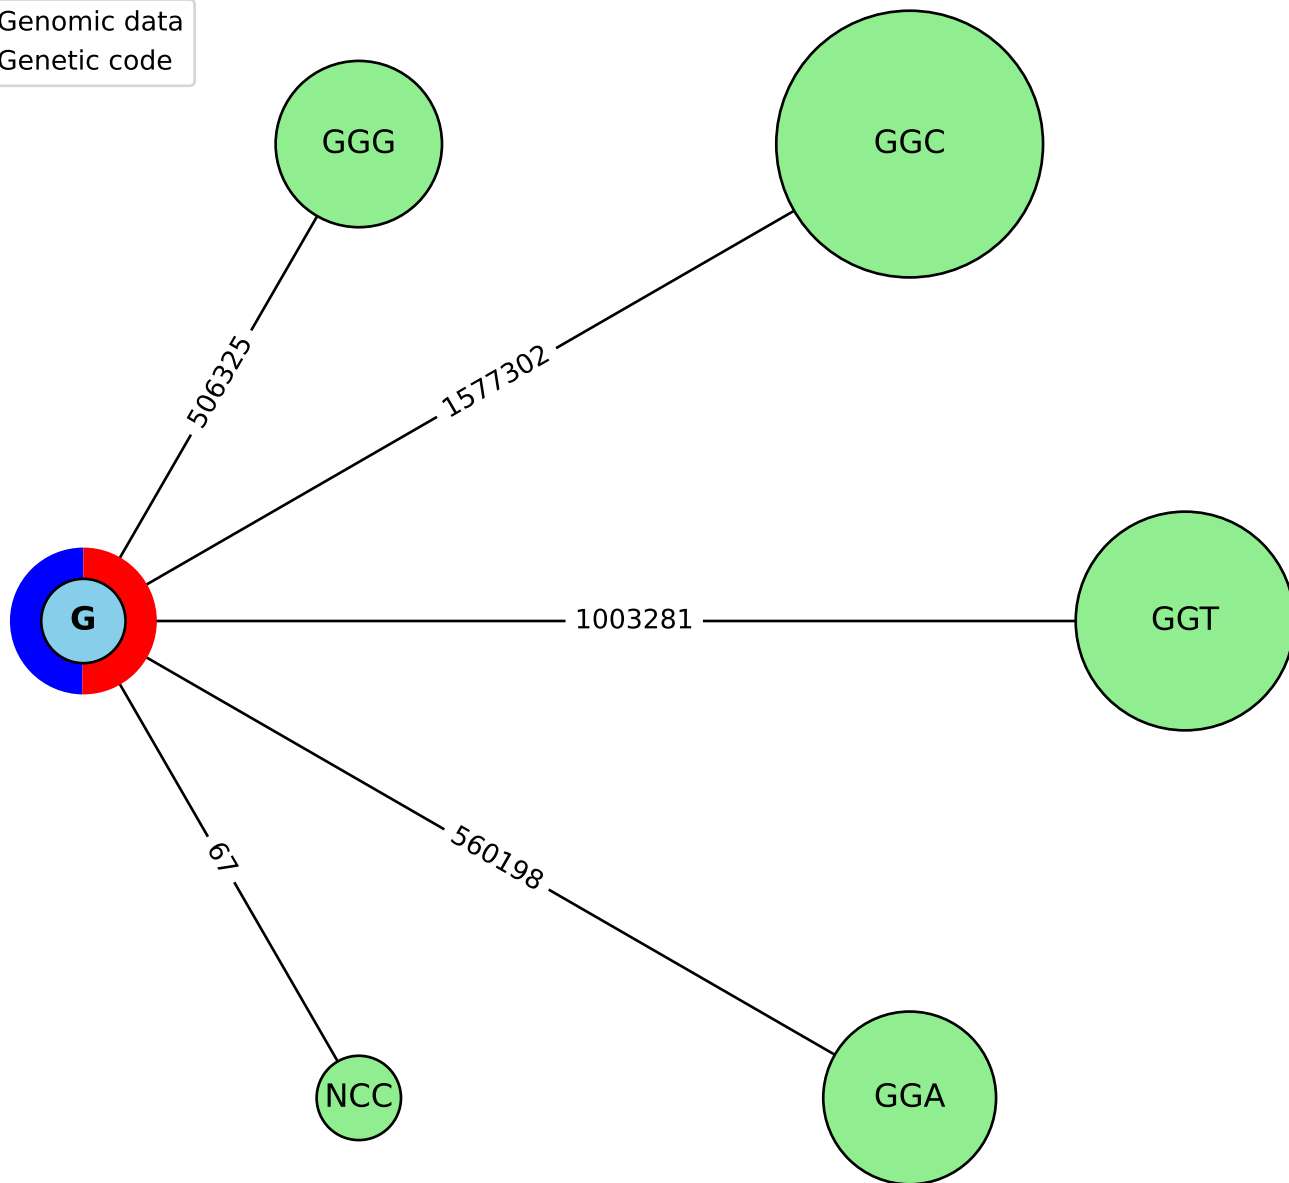 Genomic data
Genetic code
GGG
GGC
506325
1577302
G
1003281
GGT
67
560198
NCC
GGA